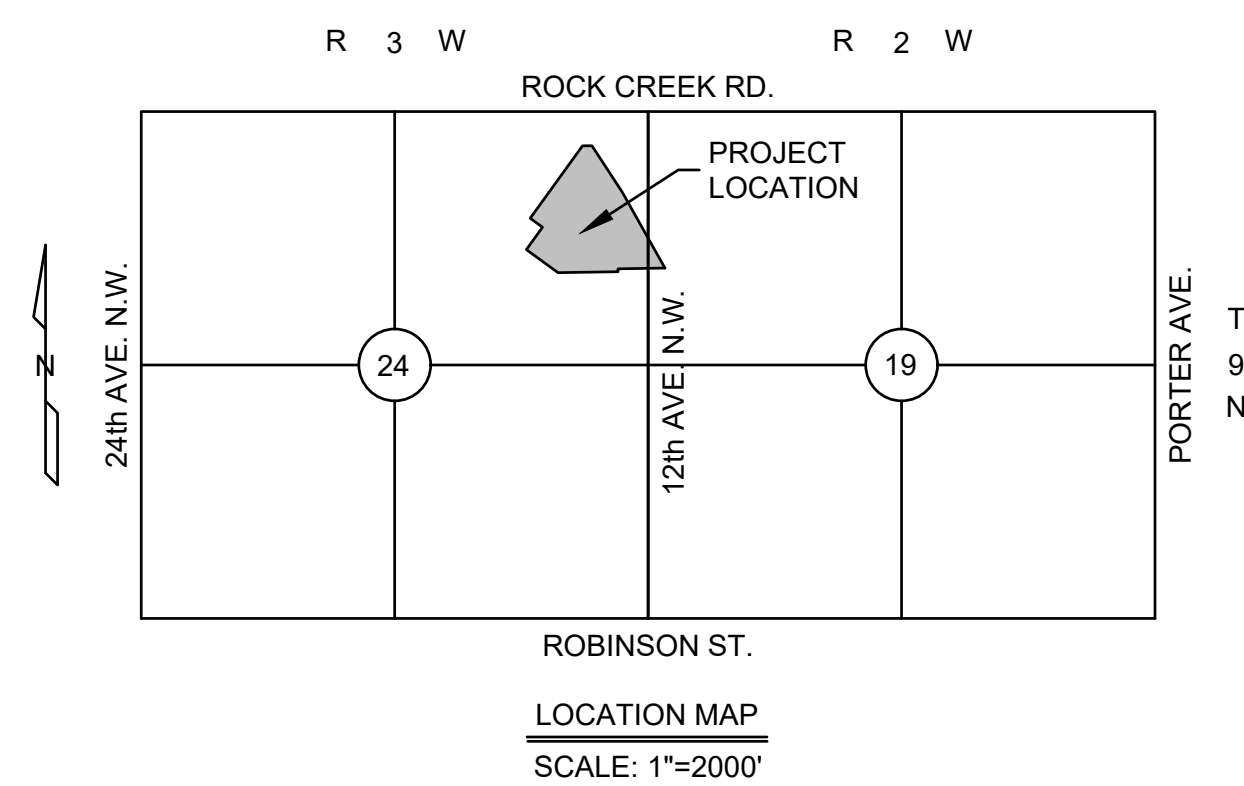 R 3 W
R 2 W
ROCK CREEK RD.
PROJECT
LOCATION
N
24th AVE. N.W.
24
12th AVE. N.W.
19
PORTER AVE.
T
9
N
ROBINSON ST.
LOCATION MAP
SCALE: 1"=2000'